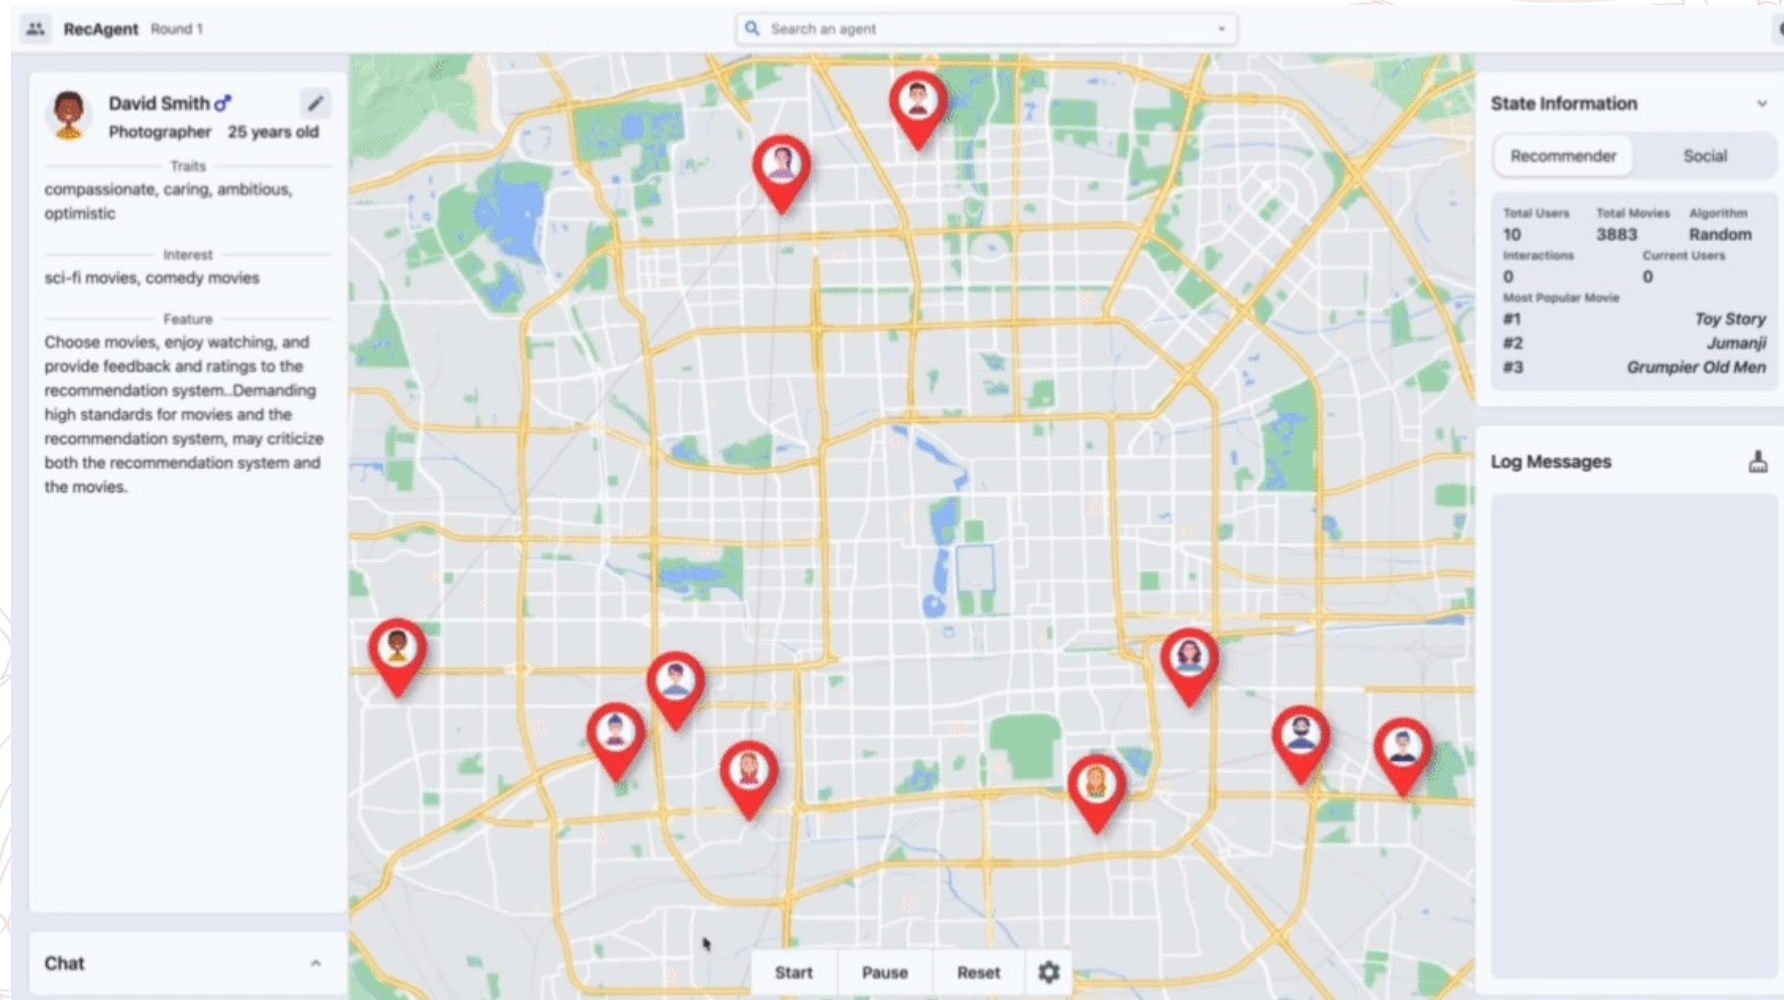 RecAgent Round 1
Search an agent
David Smith
Photographer 25 years old
Traits
compassionate, caring, ambitious,
optimistic
Interest
sci-fi movies, comedy movies
Feature
Choose movies, enjoy watching, and
provide feedback and ratings to the
recommendation system..Demanding
high standards for movies and the
recommendation system, may criticize
both the recommendation system and
the movies.
Chat
Start Pause Reset
State Information
Recommender Social
Total Users Total Movies Algorithm
10 3883 Random
Interactions Current Users
0 0
Most Popular Movie
#1 Toy Story
#2 Jumanji
#3 Grumpier Old Men
Log Messages